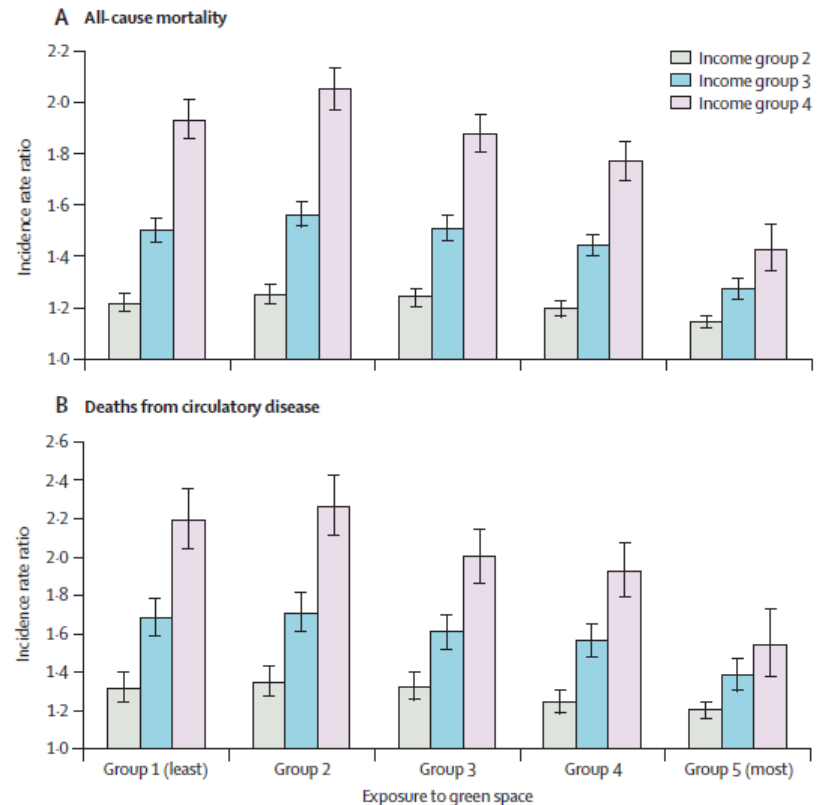 A All-cause mortality
2·2
2·0
1·8
1·6
1·4
1·2
1·0
Incidence rate ratio
Income group 2
Income group 3
Income group 4
B Deaths from circulatory disease
2·6
2·4
2·2
2·0
1·8
1·6
1·4
1·2
1·0
Incidence rate ratio
Group 1 (least) Group 2 Group 3 Group 4 Group 5 (most)
Exposure to green space